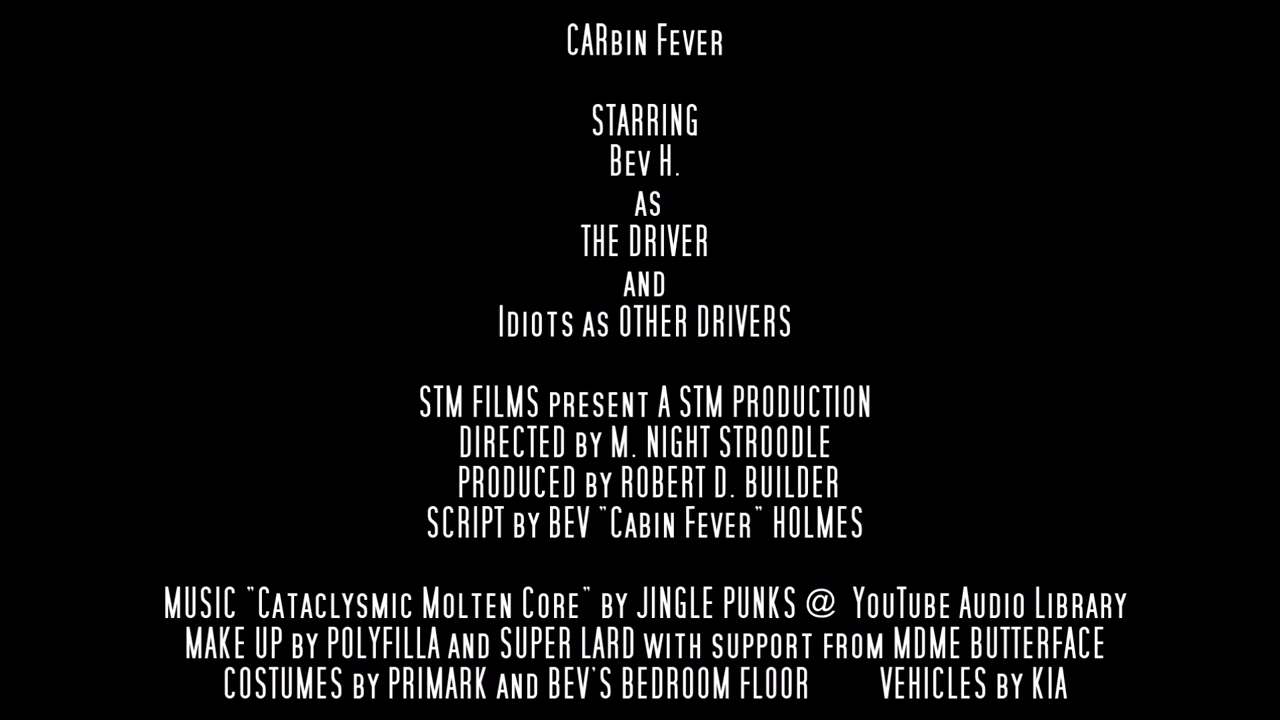 CARbin Fever
STARRING
Bev H.
as
THE DRIVER
and
Idiots as OTHER DRIVERS
STM FILMS present A STM PRODUCTION
DIRECTED by M. NIGHT STROODLE
PRODUCED by ROBERT D. BUILDER
SCRIPT by BEV "Cabin Fever" HOLMES
MUSIC "Cataclysmic Molten Core" by JINGLE PUNKS @ YouTube Audio Library
MAKE UP by POLYFILLA and SUPER LARD with support from MDME BUTTERFACE
COSTUMES by PRIMARK and BEV'S BEDROOM FLOOR VEHICLES by KIA